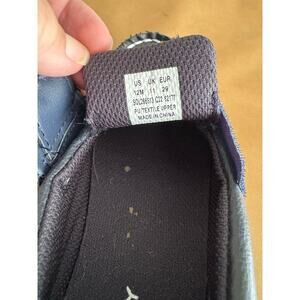 US UK EUR
12M 11 29
PU/TEXTILE UPPER
MADE IN CHINA